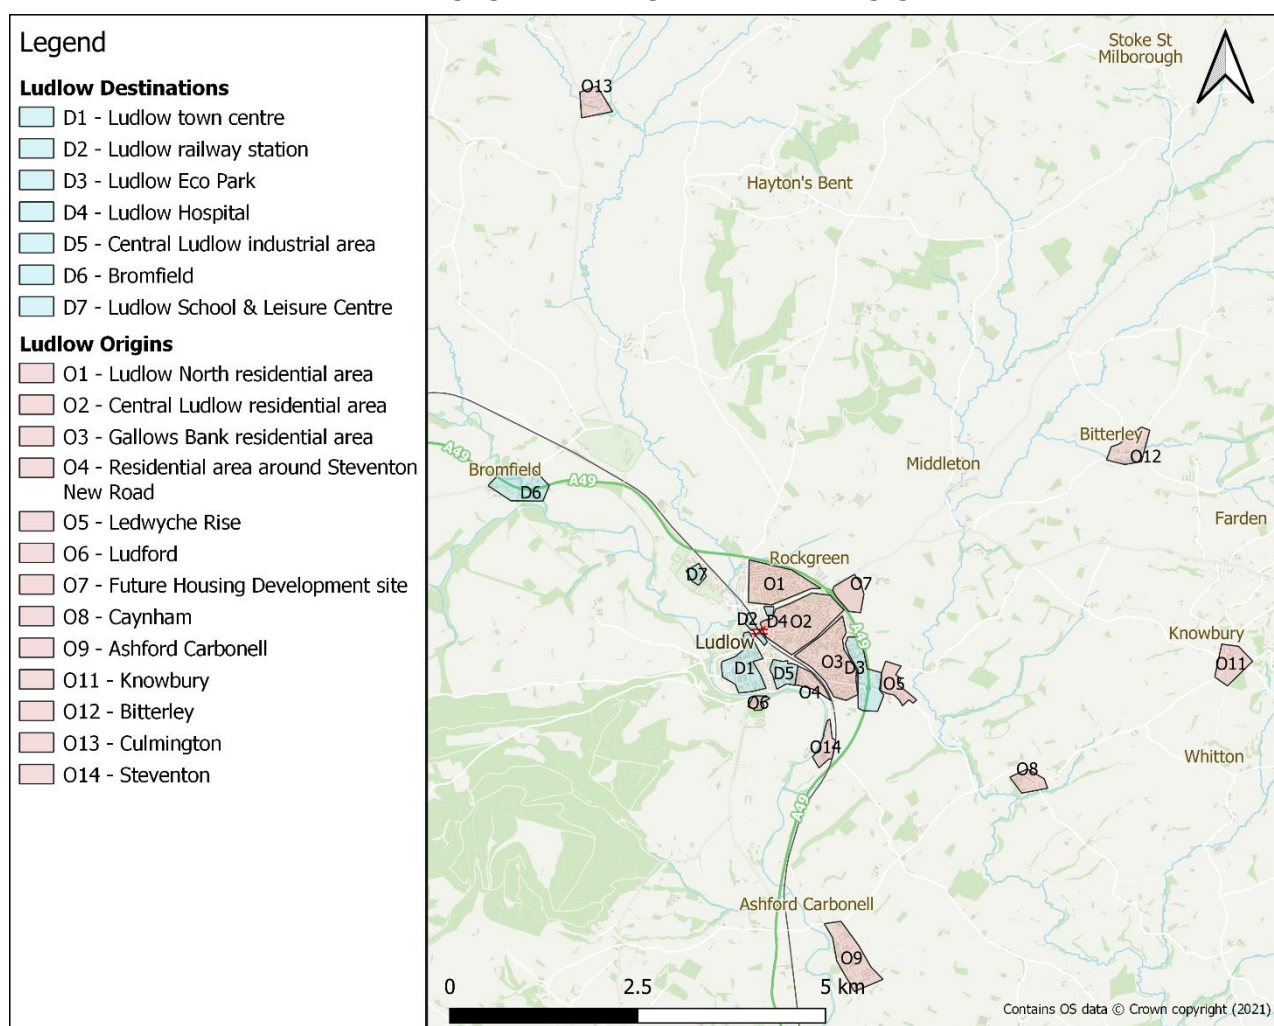 Legend
Ludlow Destinations
D1 - Ludlow town centre
D2 - Ludlow railway station
D3 - Ludlow Eco Park
D4 - Ludlow Hospital
D5 - Central Ludlow industrial area
D6 - Bromfield
D7 - Ludlow School & Leisure Centre
Ludlow Origins
O1 - Ludlow North residential area
O2 - Central Ludlow residential area
O3 - Gallows Bank residential area
O4 - Residential area around Steventon
New Road
O5 - Ledwyche Rise
O6 - Ludford
O7 - Future Housing Development site
O8 - Caynham
O9 - Ashford Carbonell
O11 - Knowbury
O12 - Bitterley
O13 - Culmington
O14 - Steventon
Stoke St
Milborough
O13
Hayton's Bent
Bitterley
O12
A49
Bromfield
Middleton
A49
D6
Farden
Rockgreen
D7
O1
O7
D2
D4
O2
A49
Ludlow
Knowbury
D1
D5
O3
D3
O11
O4
O5
O6
O14
Whitton
O8
A49
Ashford Carbonell
O9
0
2.5
5 km
Contains OS data © Crown copyright (2021)